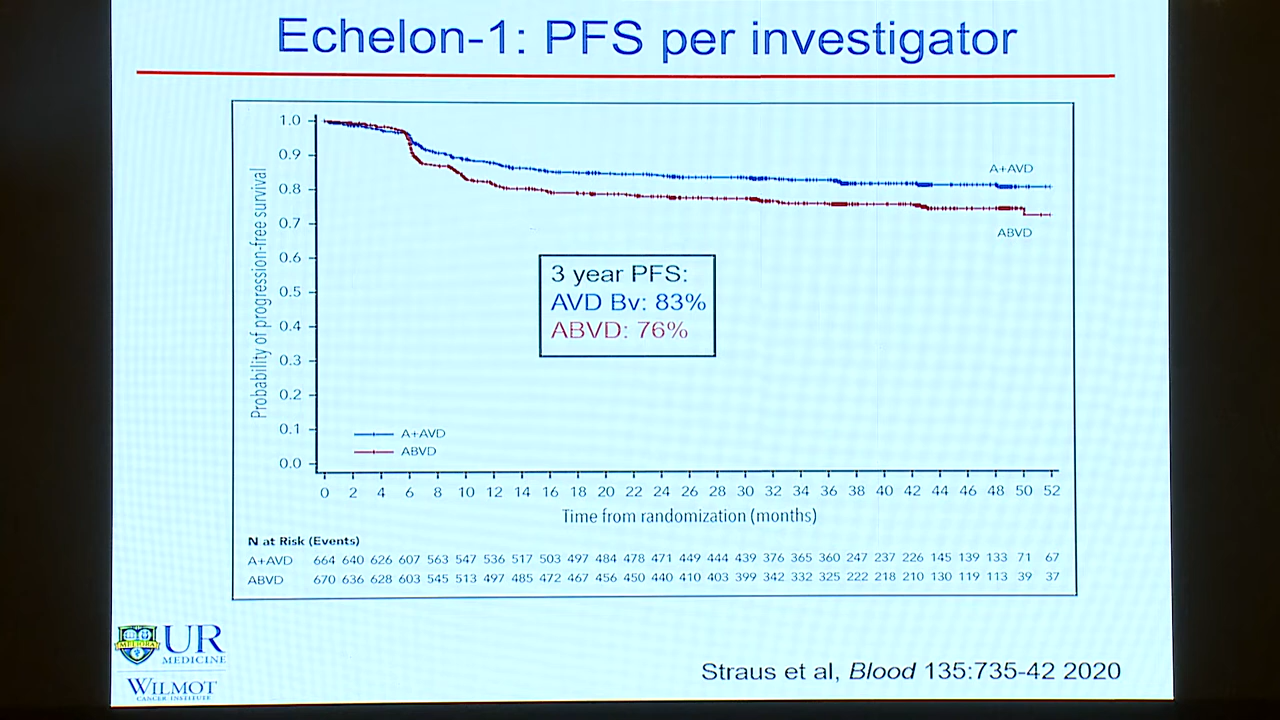 Echelon-1: PFS per investigator
Probability of progression-free survival
1.0
0.9
0.8
0.7
0.6
0.5
0.4
0.3
0.2
0.1
0.0
A+AVD
ABVD
3 year PFS:
AVD Bv: 83%
ABVD: 76%
A+AVD
ABVD
0 2 4 6 8 10 12 14 16 18 20 22 24 26 28 30 32 34 36 38 40 42 44 46 48 50 52
Time from randomization (months)
N at Risk (Events)
A+AVD 664 640 626 607 563 547 536 517 503 497 484 478 471 449 444 439 376 365 360 247 237 226 145 139 133 71 67
ABVD 670 636 628 603 545 513 497 485 472 467 456 450 440 410 403 399 342 332 325 222 218 210 130 119 113 39 37
MELIORA
UR
MEDICINE
WILMOT
CANCER INSTITUTE
Straus et al, Blood 135:735-42 2020